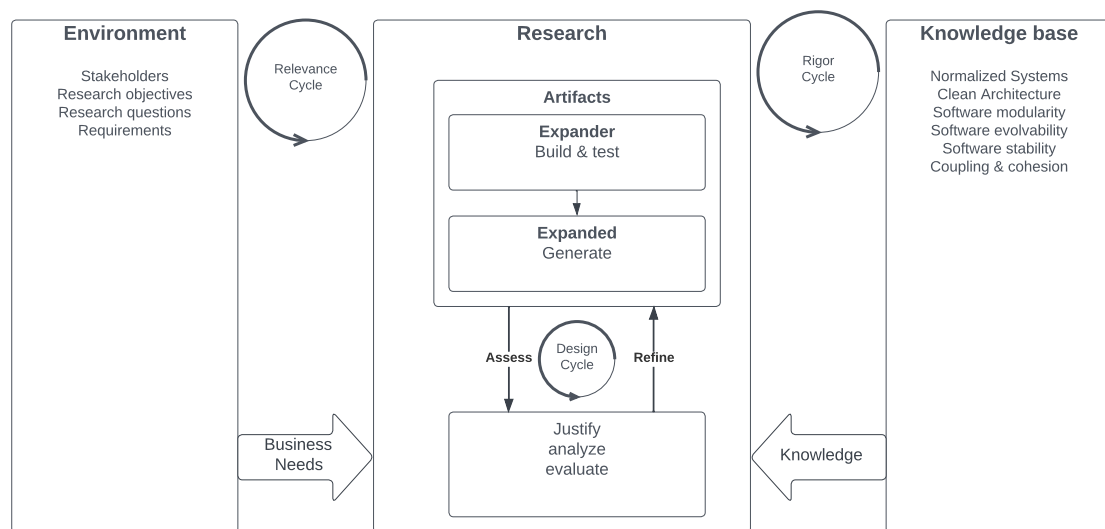 Environment
Stakeholders
Research objectives
Research questions
Requirements
Relevance
Cycle
Business
Needs
Research
Artifacts
Expander
Build & test
Expanded
Generate
Assess
Design
Cycle
Refine
Justify
analyze
evaluate
Rigor
Cycle
Knowledge
Knowledge base
Normalized Systems
Clean Architecture
Software modularity
Software evolvability
Software stability
Coupling & cohesion